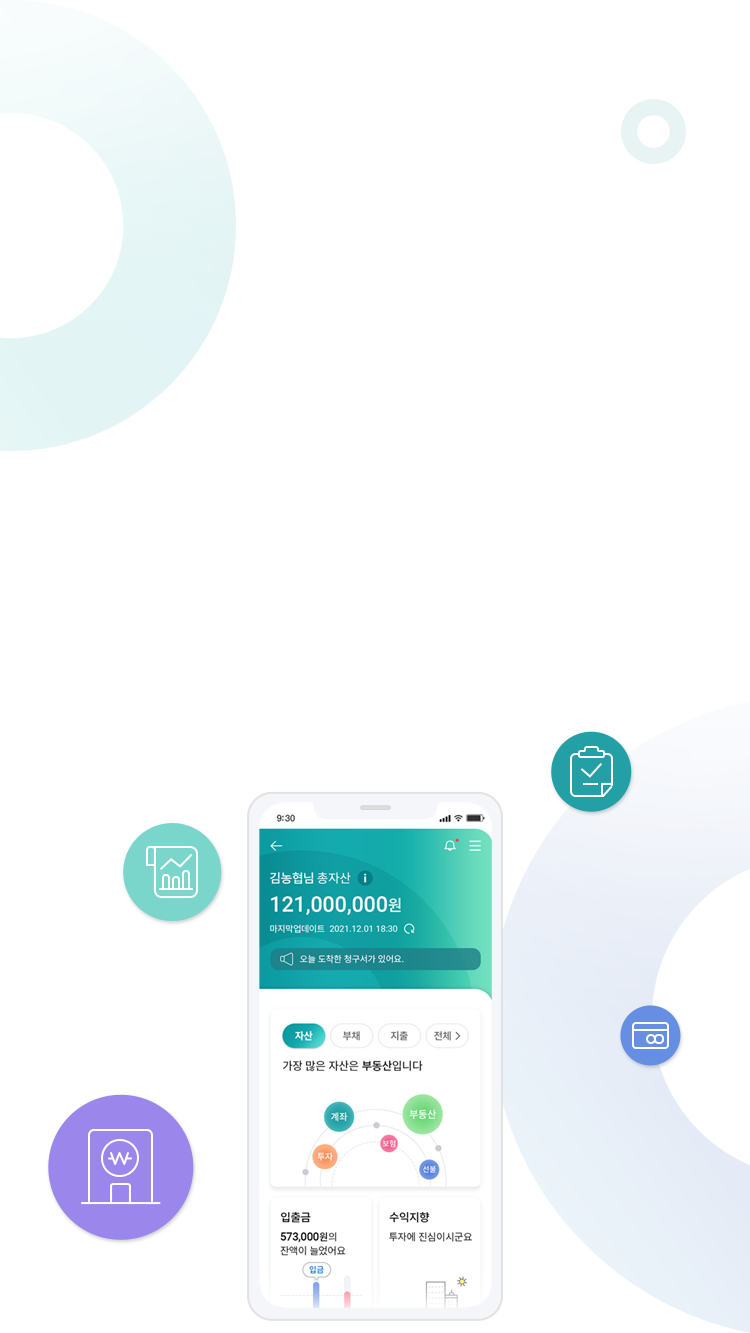 9:30
김농협님 총자산 i
121,000,000원
마지막업데이트 2021.12.01 18:30
오늘 도착한 청구서가 있어요.
자산 부채 지출 전체
가장 많은 자산은 부동산입니다
계좌
부동산
보험
투자
선불
입출금
573,000원의
잔액이 늘었어요
입금
수익지향
투자에 진심이시군요